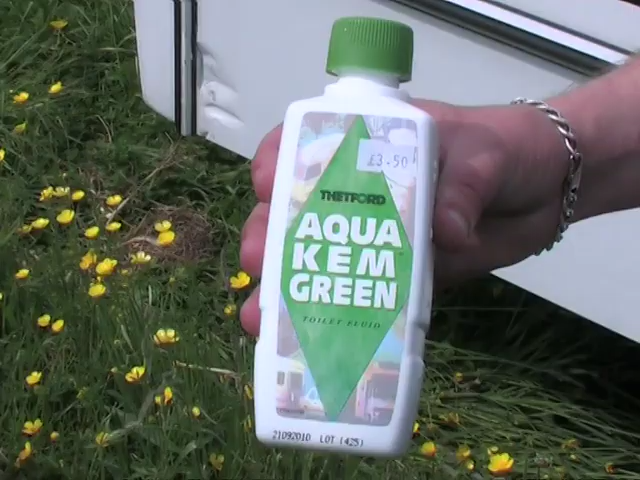 £3.50
THETFORD
AQUA
KEM
GREEN
TOILET FLUID
21092010 LOT (425)